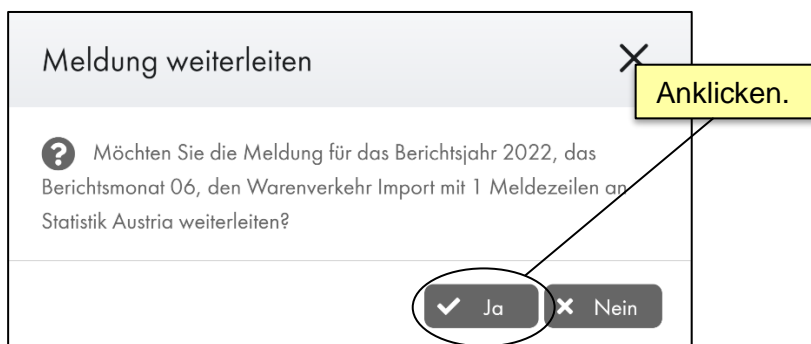 Meldung weiterleiten
Anklicken.
Möchten Sie die Meldung für das Berichtsjahr 2022, das
Berichtsmonat 06, den Warenverkehr Import mit 1 Meldezeilen an
Statistik Austria weiterleiten?
Ja
Nein